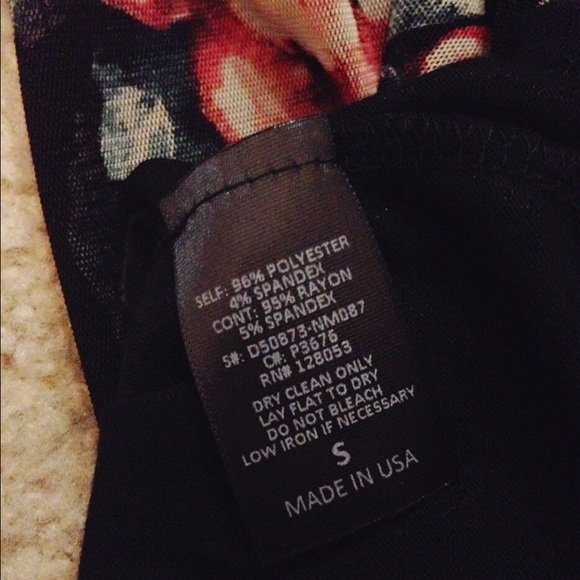 SELF: 96% POLYESTER
4% SPANDEX
CONT: 95% RAYON
5% SPANDEX
S#: D50873-NM087
C#: P3676
RN# 128053
DRY CLEAN ONLY
LAY FLAT TO DRY
DO NOT BLEACH
LOW IRON IF NECESSARY
S
MADE IN USA